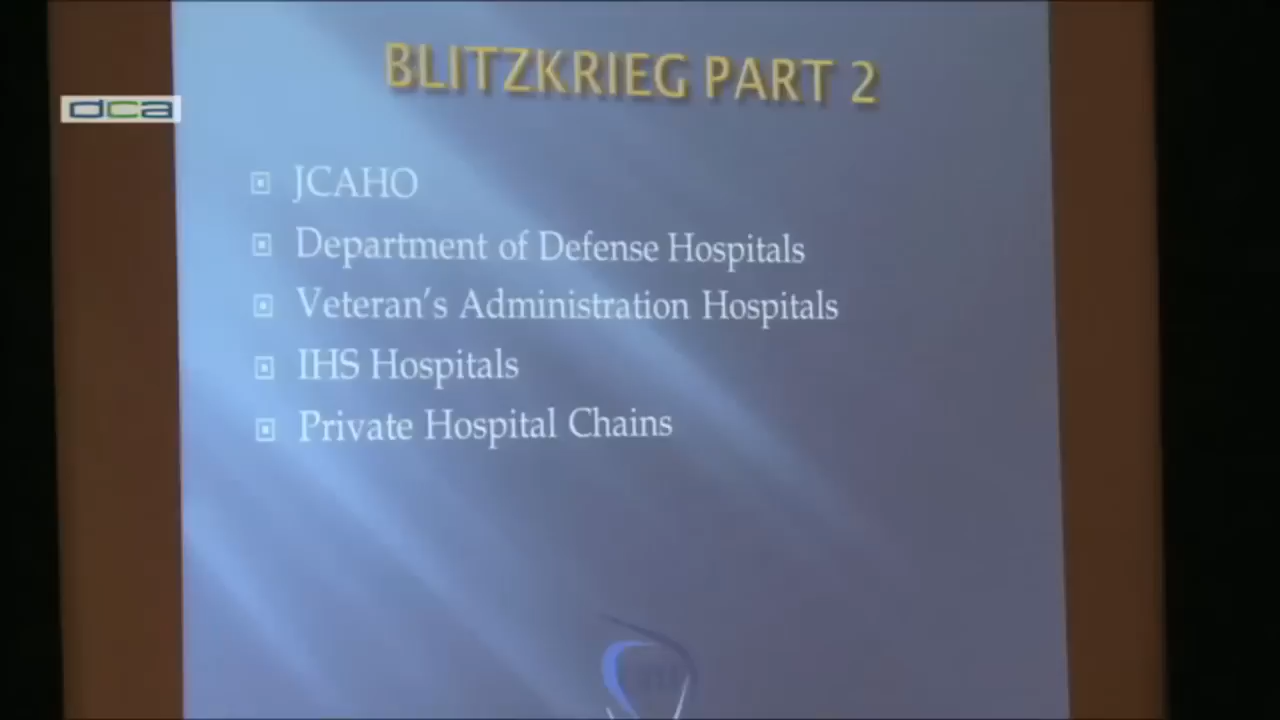 BLITZKRIEG PART 2
dca
JCAHO
Department of Defense Hospitals
Veteran's Administration Hospitals
IHS Hospitals
Private Hospital Chains